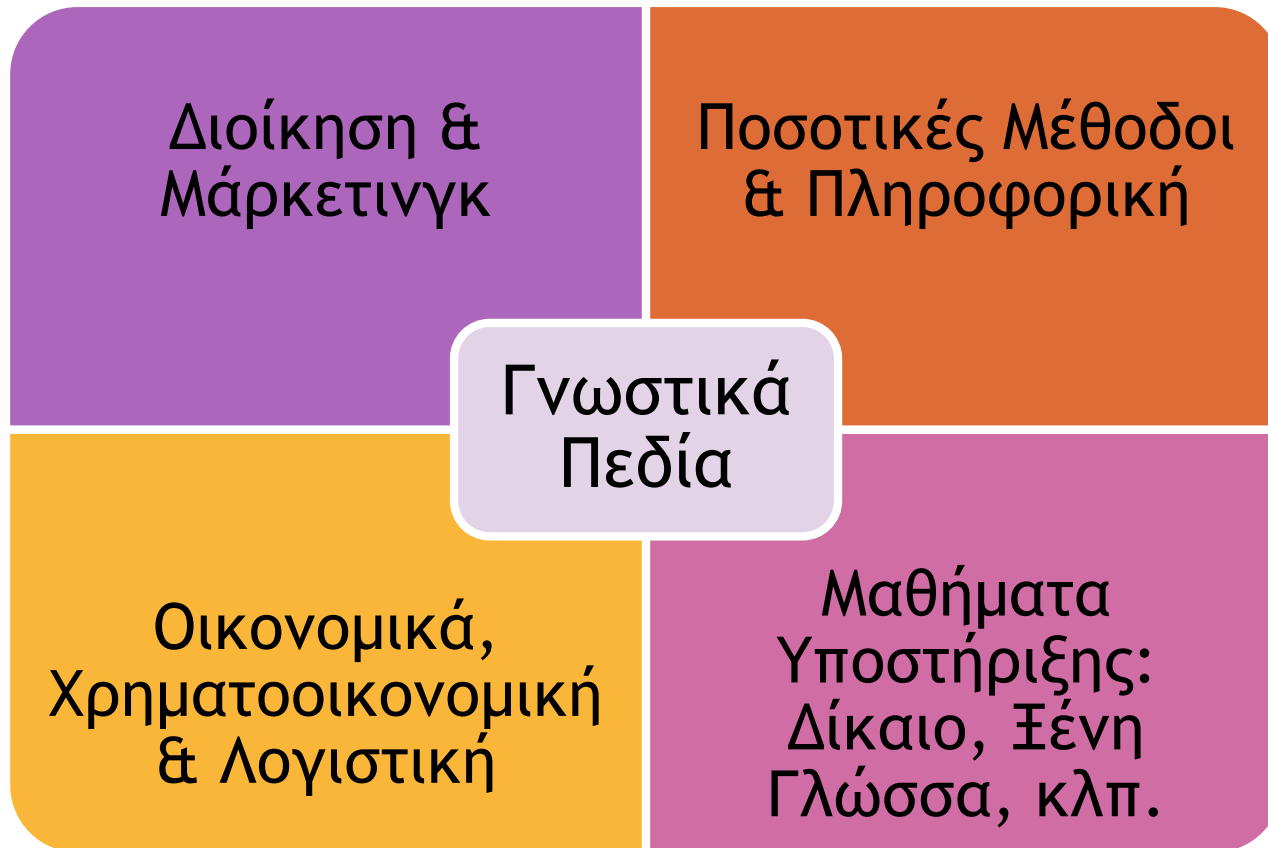 Διοίκηση &
Μάρκετινγκ
Ποσοτικές Μέθοδοι
& Πληροφορική
Γνωστικά
Πεδία
Οικονομικά,
Χρηματοοικονομική
& Λογιστική
Μαθήματα
Υποστήριξης:
Δίκαιο, Ξένη
Γλώσσα, κλπ.